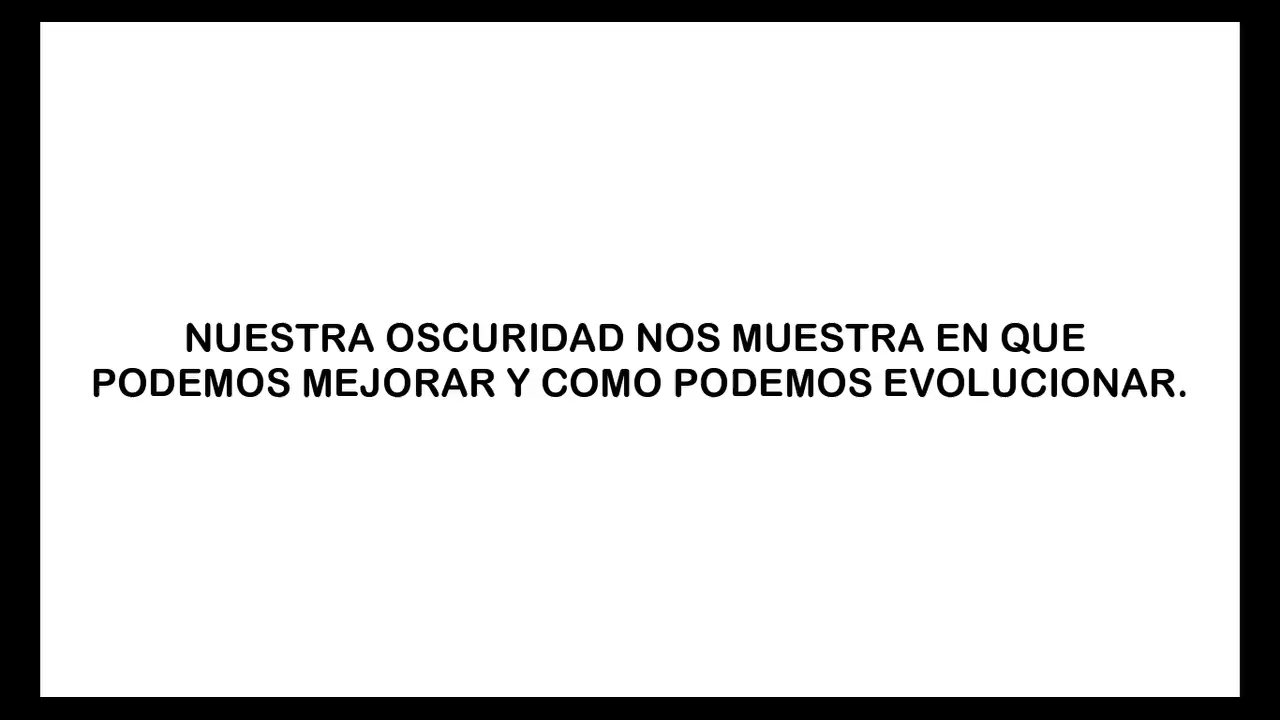 NUESTRA OSCURIDAD NOS MUESTRA EN QUE
PODEMOS MEJORAR Y COMO PODEMOS EVOLUCIONAR.